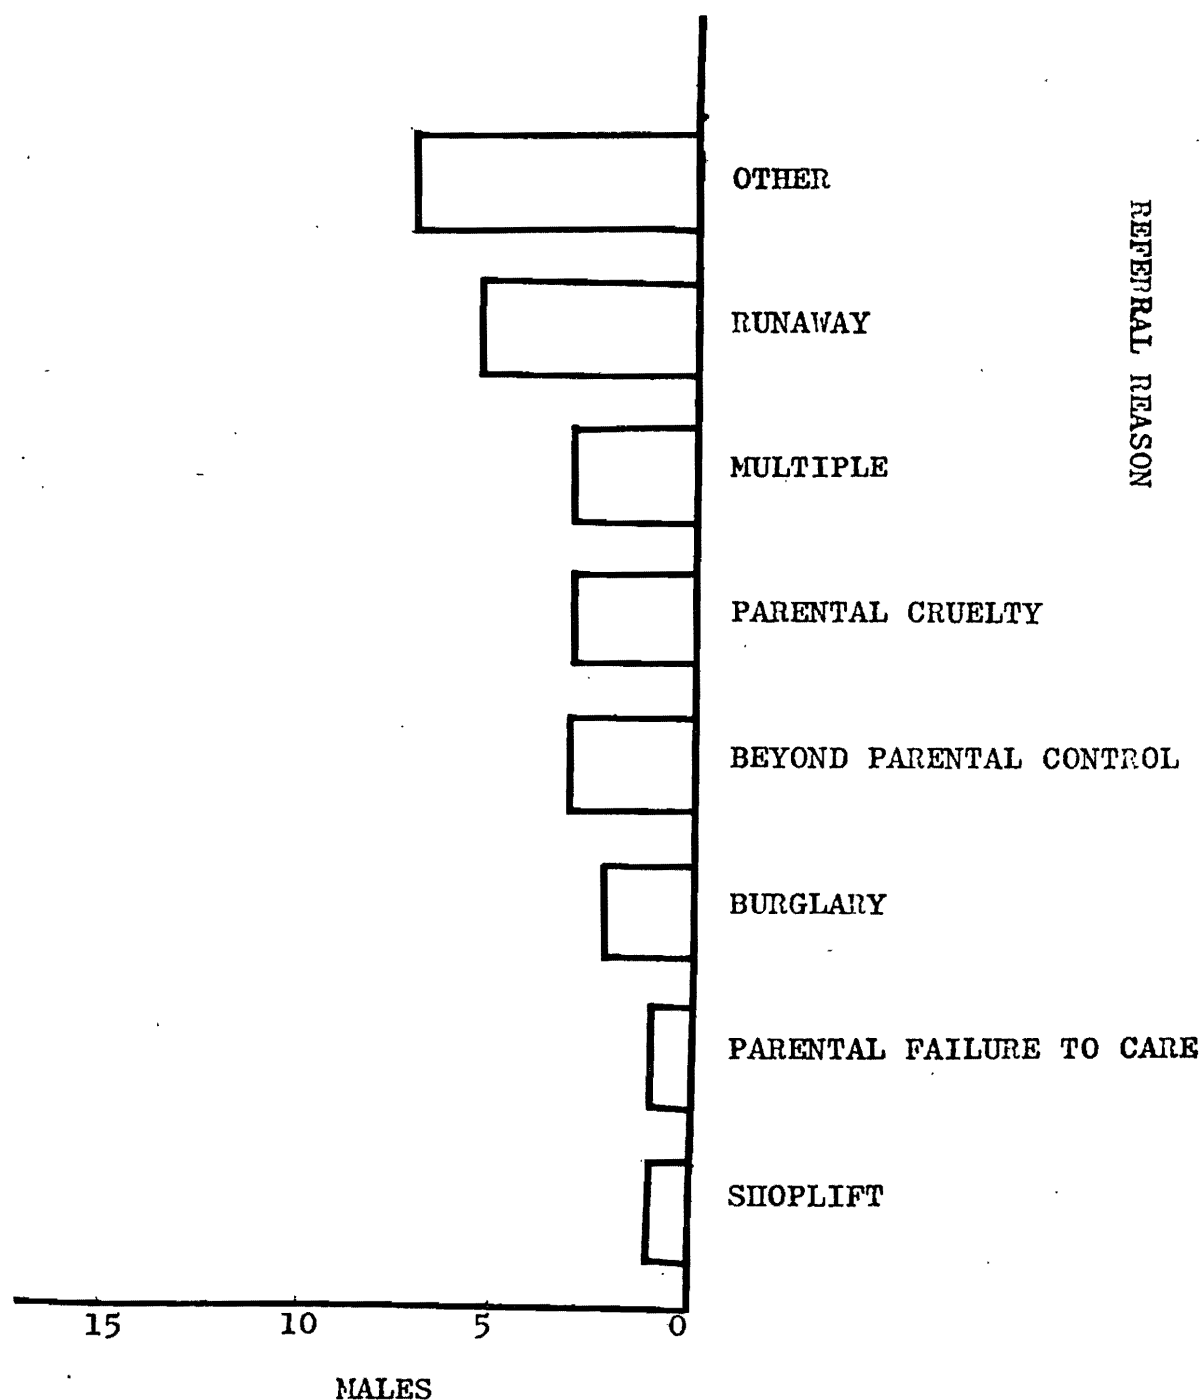 OTHER
RUNAWAY
MULTIPLE
PARENTAL CRUELTY
BEYOND PARENTAL CONTROL
BURGLARY
PARENTAL FAILURE TO CARE
SHOPLIFT
REFERRAL REASON
15 10 5 0
MALES